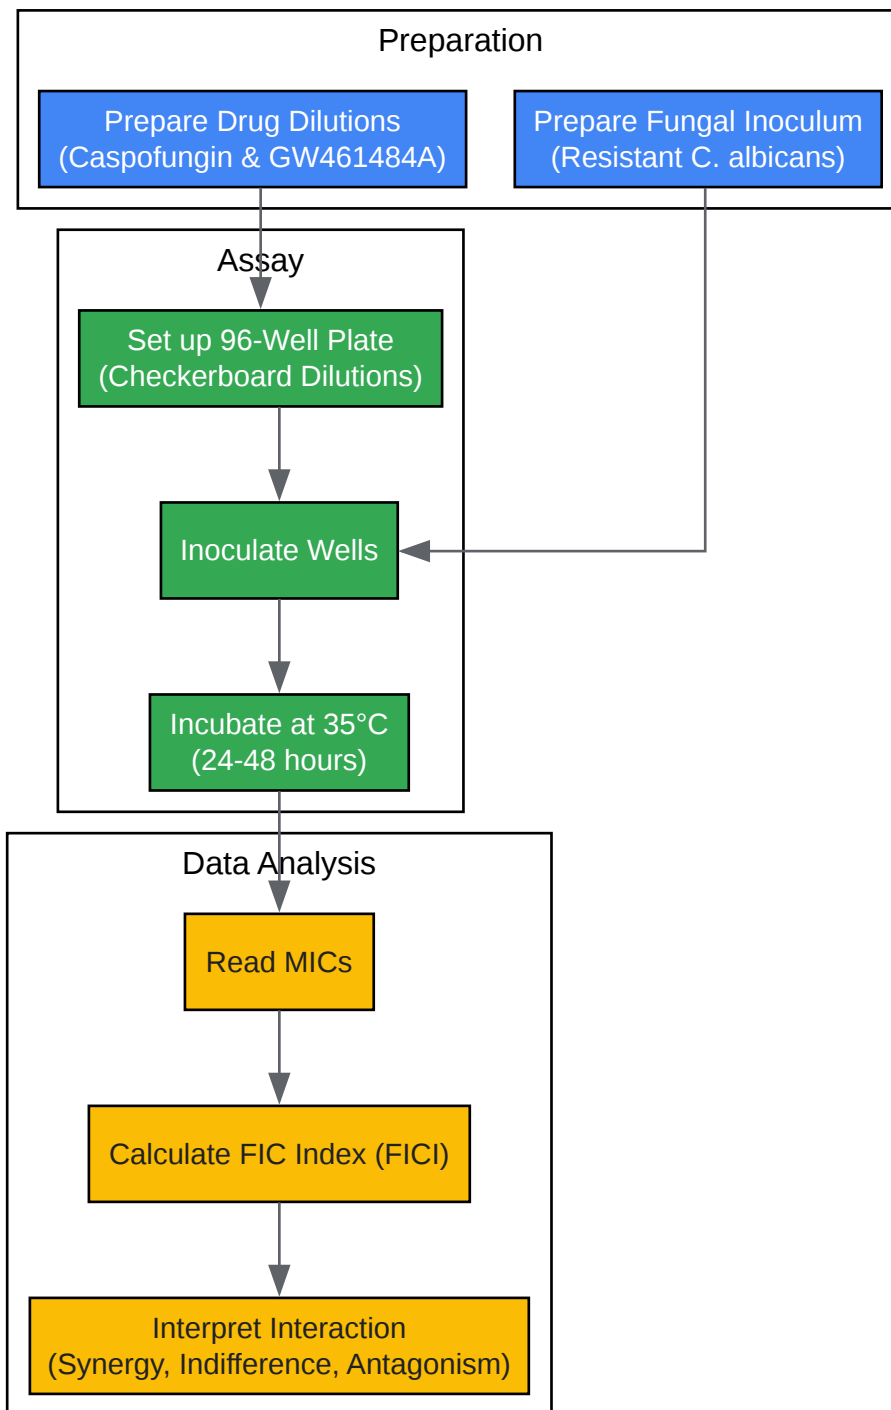 Preparation
Prepare Drug Dilutions
(Caspofungin & GW461484A)
Prepare Fungal Inoculum
(Resistant C. albicans)
Assay
Set up 96-Well Plate
(Checkerboard Dilutions)
Inoculate Wells
Incubate at 35°C
(24-48 hours)
Data Analysis
Read MICs
Calculate FIC Index (FICI)
Interpret Interaction
(Synergy, Indifference, Antagonism)